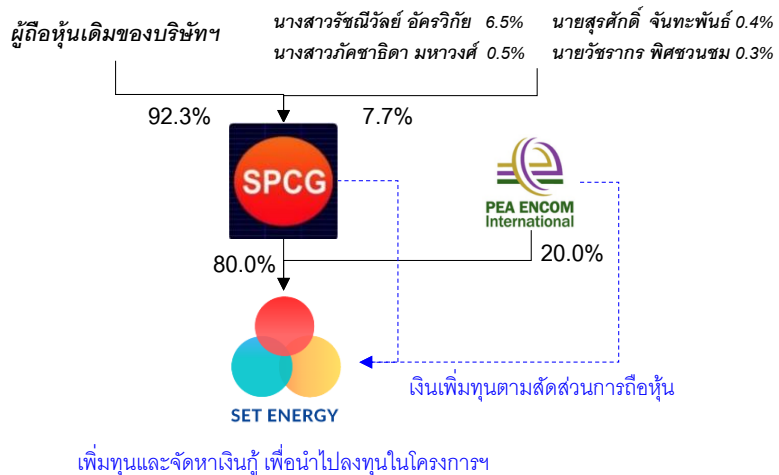 ผู้ถือหุ้นเดิมของบริษัทฯ
นางสาวรัชณีวัลย์ อัครวิกัย 6.5% นายสุรศักดิ์ จันทะพันธ์ 0.4%
นางสาวภัคชาธิดา มหาวงศ์ 0.5% นายวัชรากร พิศชวนชม 0.3%
92.3% 7.7%
SPCG
PEA ENCOM
International
80.0% 20.0%
SET ENERGY
เงินเพิ่มทุนตามสัดส่วนการถือหุ้น
เพิ่มทุนและจัดหาเงินกู้ เพื่อนำไปลงทุนในโครงการฯ